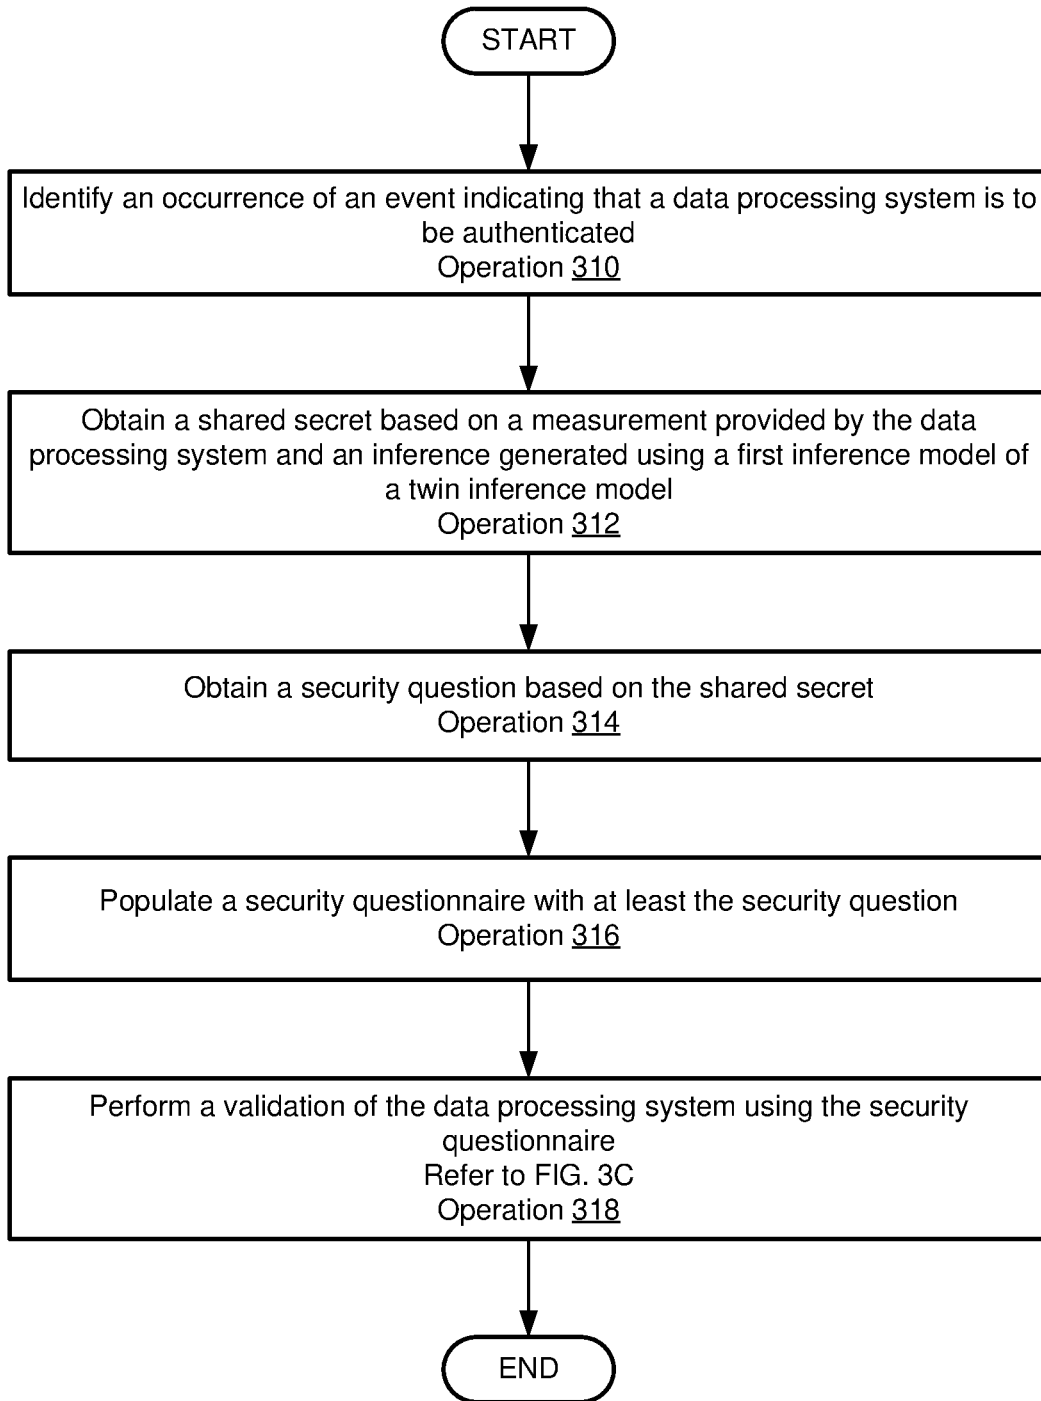 START
Identify an occurrence of an event indicating that a data processing system is to
be authenticated
Operation 310
Obtain a shared secret based on a measurement provided by the data
processing system and an inference generated using a first inference model of
a twin inference model
Operation 312
Obtain a security question based on the shared secret
Operation 314
Populate a security questionnaire with at least the security question
Operation 316
Perform a validation of the data processing system using the security
questionnaire
Refer to FIG. 3C
Operation 318
END